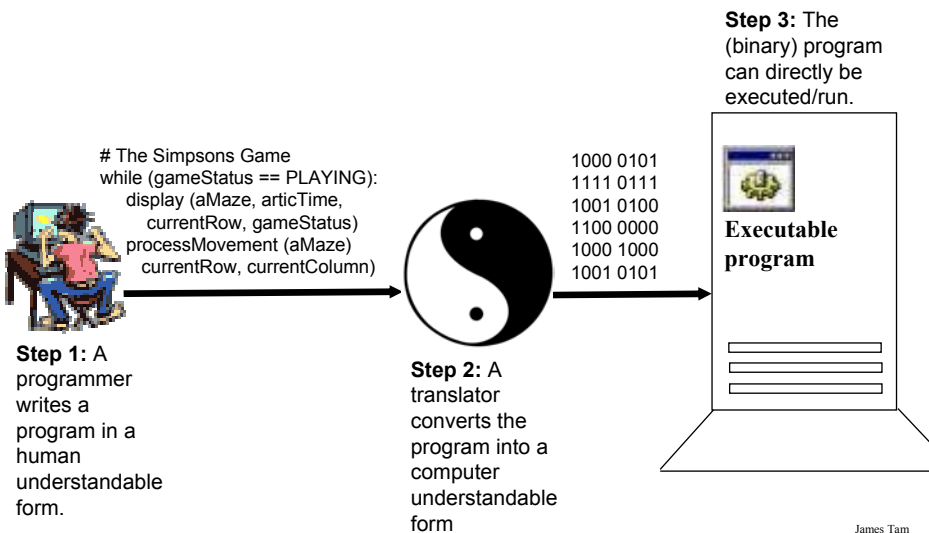 Step 3: The
(binary) program
can directly be
executed/run.
# The Simpsons Game
while (gameStatus == PLAYING):
display (aMaze, articTime,
currentRow, gameStatus)
processMovement (aMaze)
currentRow, currentColumn)
1000 0101
1111 0111
1001 0100
1100 0000
1000 1000
1001 0101
Executable
program
Step 1: A
programmer
writes a
program in a
human
understandable
form.
Step 2: A
translator
converts the
program into a
computer
understandable
form
James Tam